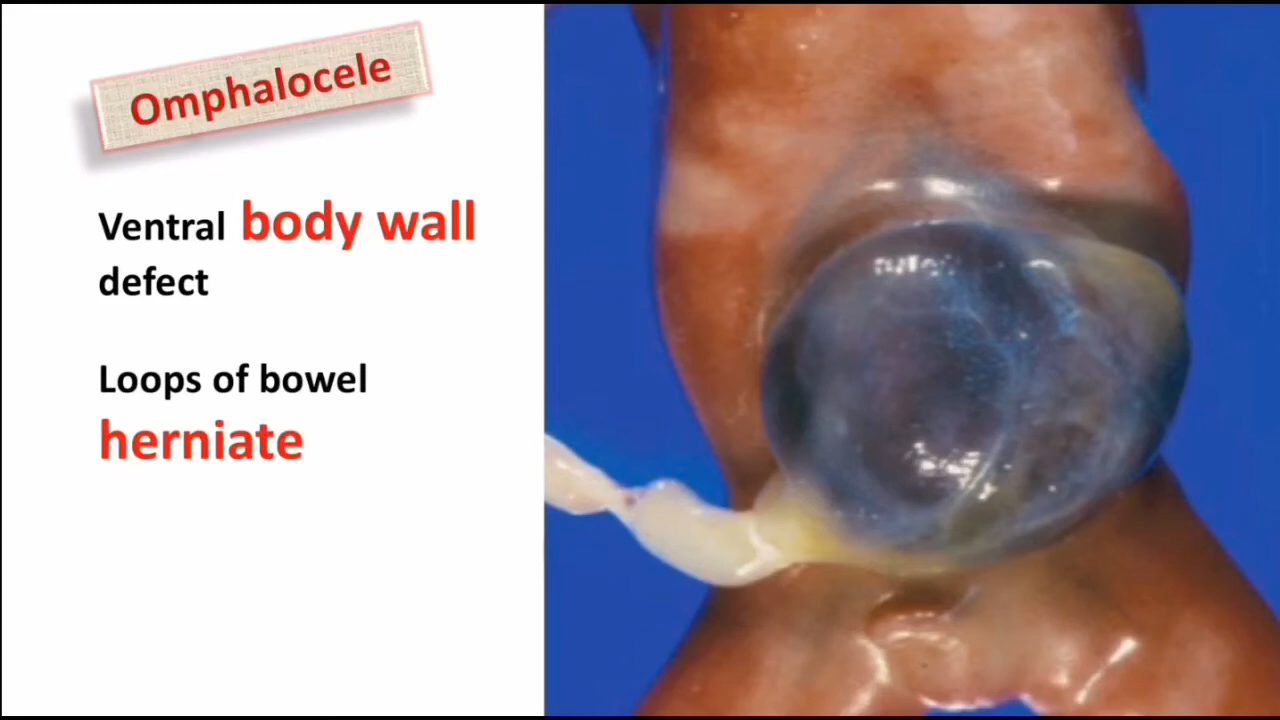 Omphalocele
Ventral body wall
defect
Loops of bowel
herniate